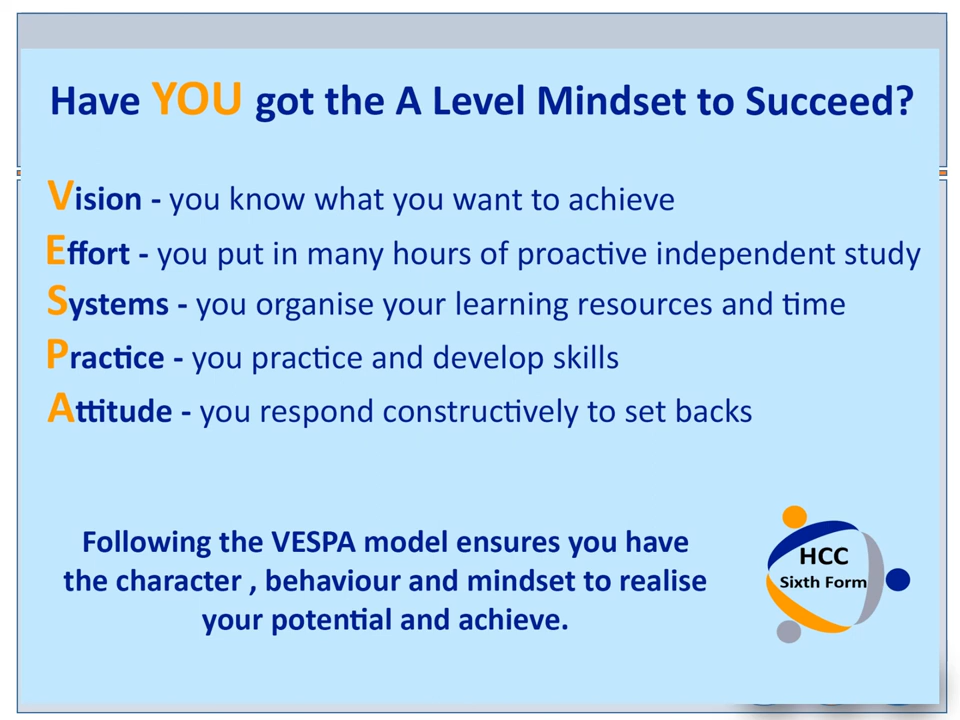 Have YOU got the A Level Mindset to Succeed?
Vision - you know what you want to achieve
Effort - you put in many hours of proactive independent study
Systems - you organise your learning resources and time
Practice - you practice and develop skills
Attitude - you respond constructively to set backs
Following the VESPA model ensures you have
the character , behaviour and mindset to realise
your potential and achieve.
HCC
Sixth Form